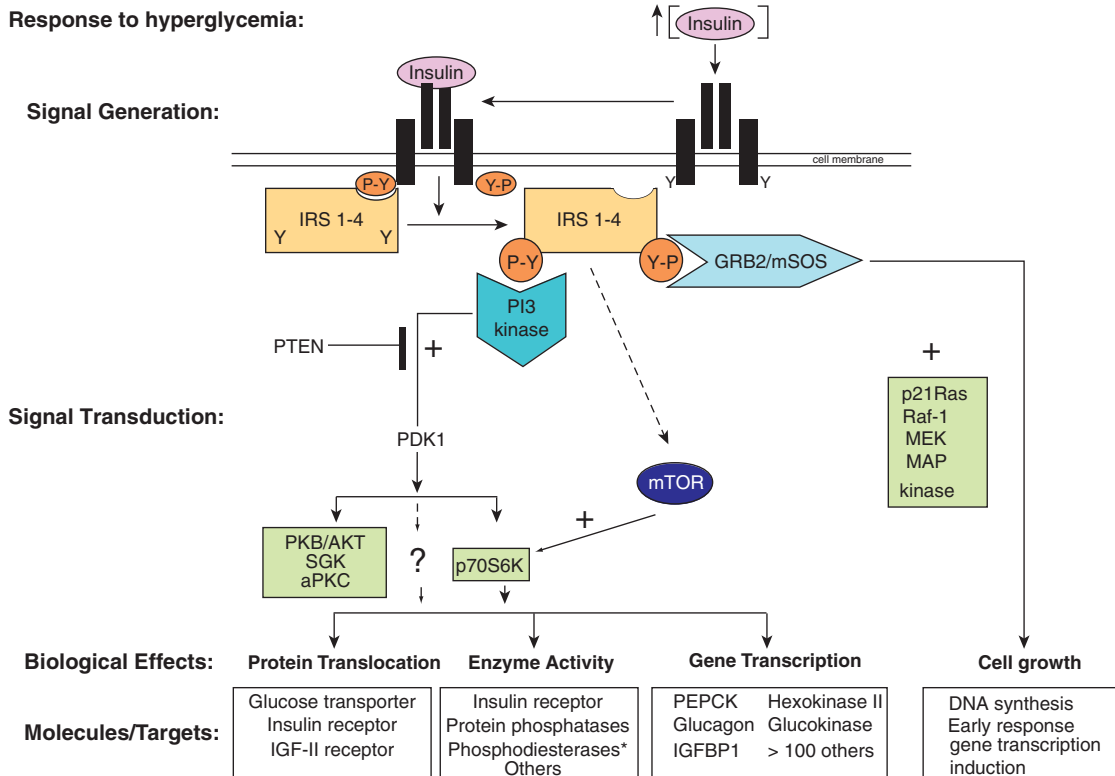 Response to hyperglycemia:
Insulin
Insulin
Signal Generation:
cell membrane
P-Y
Y-P
Y
Y
IRS 1-4
Y
Y
IRS 1-4
P-Y
Y-P
GRB2/mSOS
PI3
kinase
PTEN
+
+
p21Ras
Raf-1
MEK
MAP
kinase
Signal Transduction:
PDK1
mTOR
+
PKB/AKT
SGK
aPKC
?
p70S6K
Biological Effects:
Protein Translocation
Enzyme Activity
Gene Transcription
Cell growth
Molecules/Targets:
Glucose transporter
Insulin receptor
IGF-II receptor
Insulin receptor
Protein phosphatases
Phosphodiesterases*
Others
PEPCK Hexokinase II
Glucagon Glucokinase
IGFBP1 > 100 others
DNA synthesis
Early response
gene transcription
induction